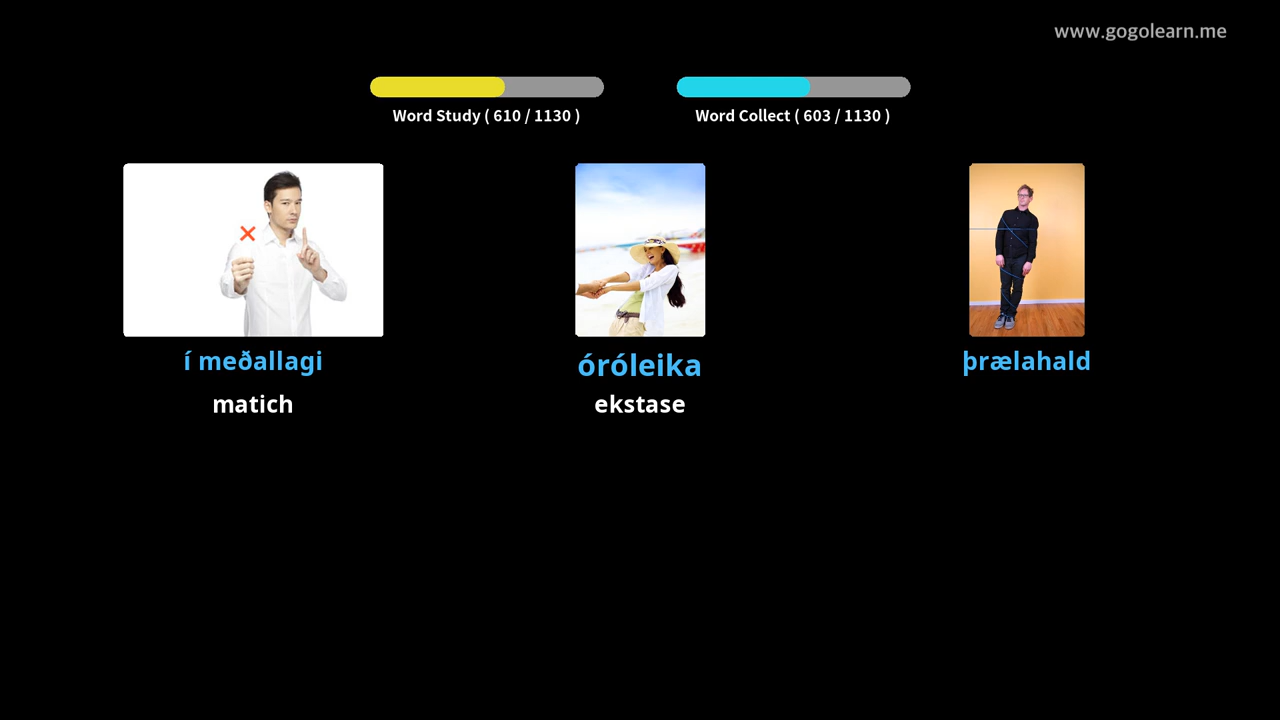 www.gogolearn.me
Word Study ( 610 / 1130 )
Word Collect ( 603 / 1130 )
í meðallagi
óróleika
þrælahald
matich
ekstase